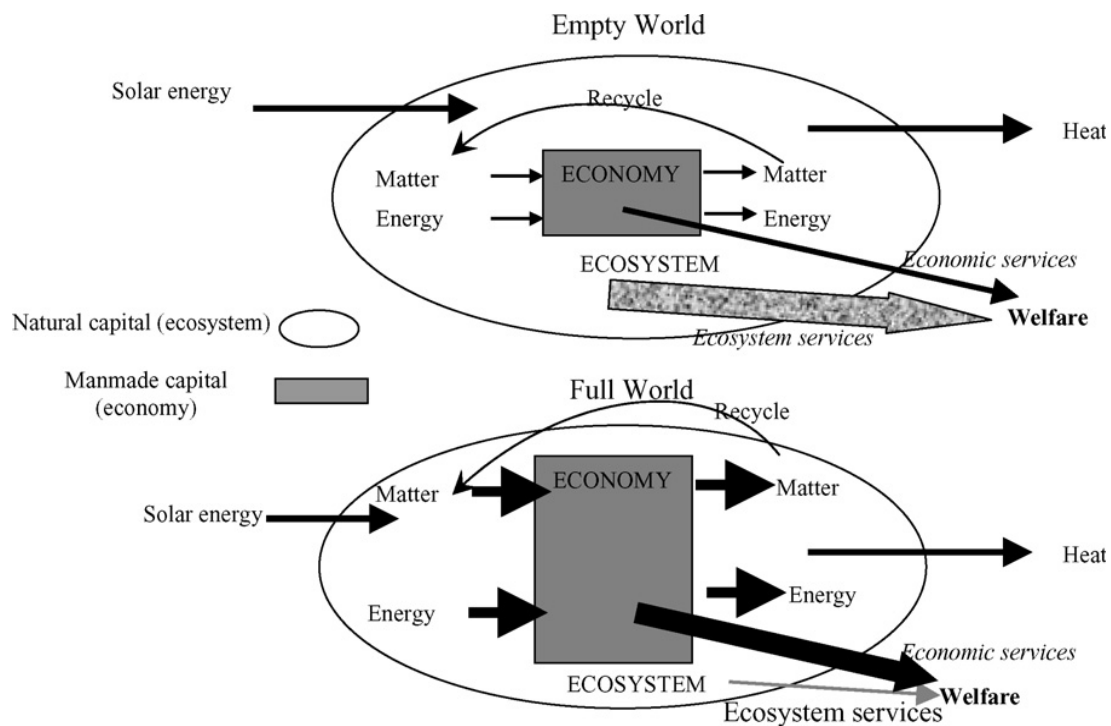 Empty World
Solar energy
Recycle
Heat
Matter
ECONOMY
Matter
Energy
Energy
Economic services
ECOSYSTEM
Welfare
Ecosystem services
Natural capital (ecosystem)
Manmade capital
(economy)
Full World
Recycle
Matter
ECONOMY
Matter
Solar energy
Heat
Energy
Energy
Economic services
ECOSYSTEM
Welfare
Ecosystem services